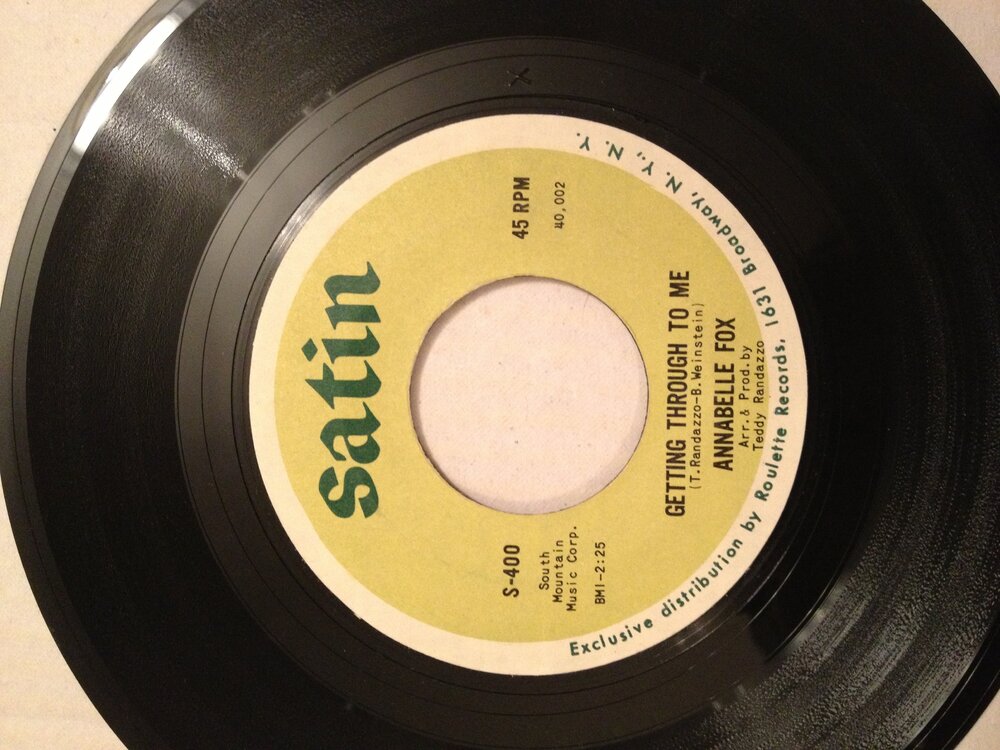 satin
S-400
South
Mountain
Music Corp.
BMI-2:25
45 RPM
40,002
GETTING THROUGH TO ME
(T.Randazzo-B.Weinstein)
ANNABELLE FOX
Arr.& Prod.by
Teddy Randazzo
Exclusive distribution by Roulette Records, 1631 Broadway, N.Y., N.Y.